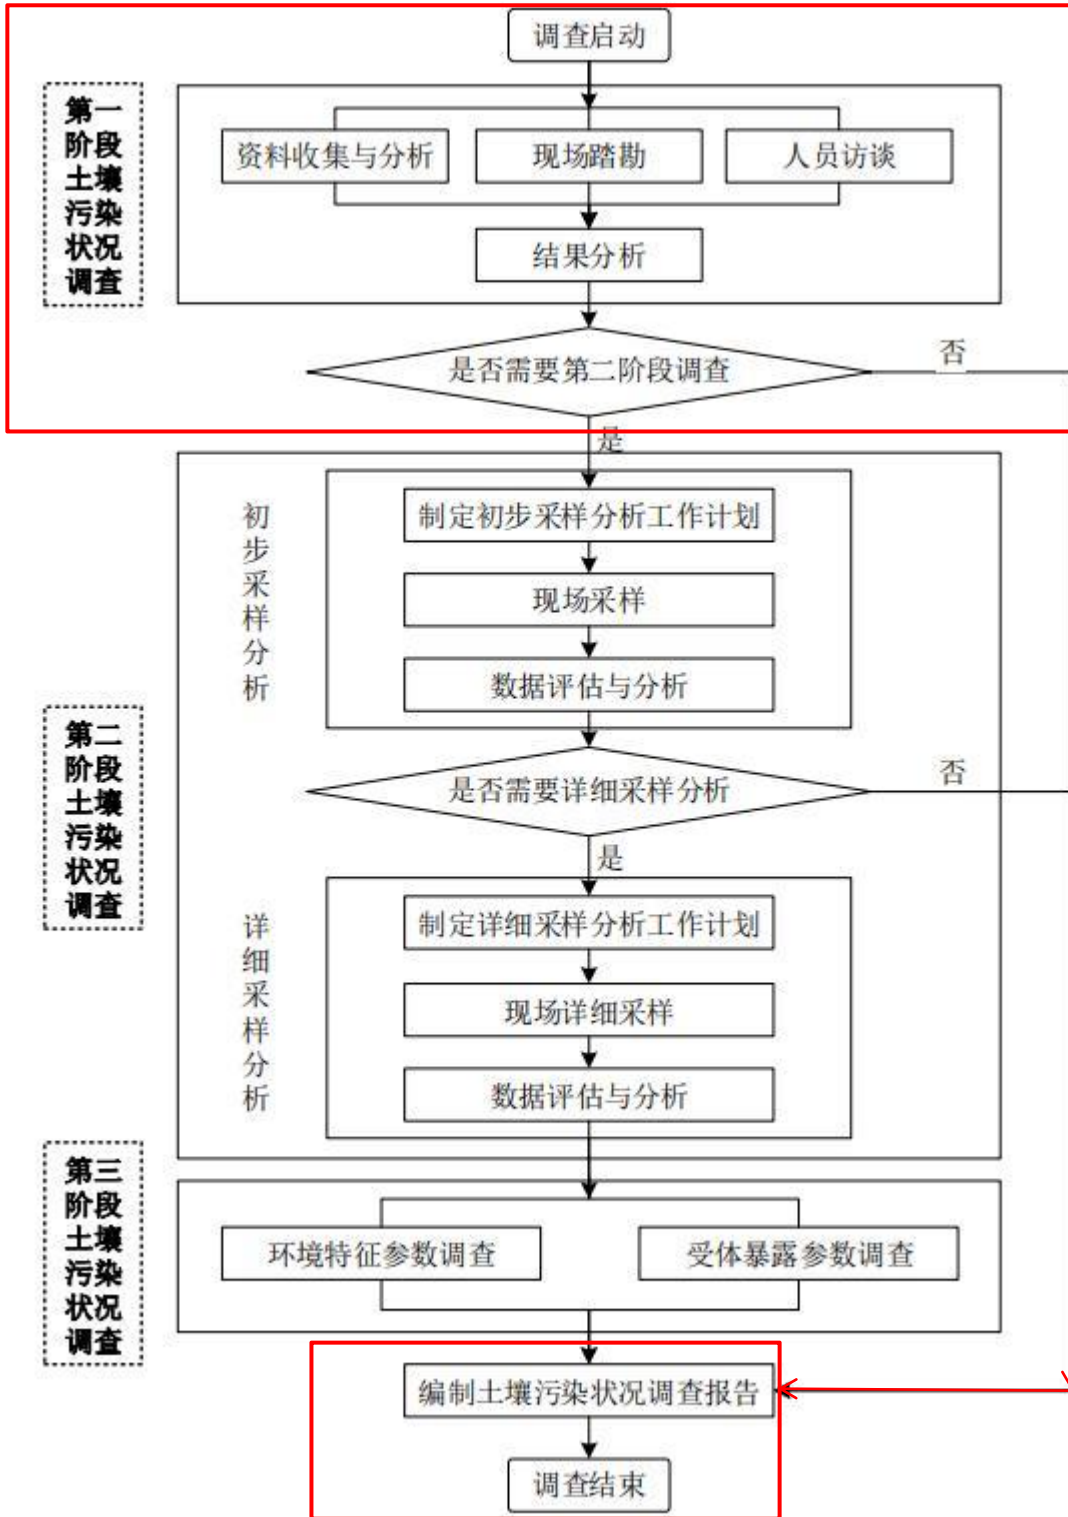 调查启动
第一
阶段
土壤
污染
状况
调查
资料收集与分析
现场踏勘
人员访谈
结果分析
是否需要第二阶段调查
否
是
初
步
采
样
分
析
制定初步采样分析工作计划
现场采样
数据评估与分析
第二
阶段
土壤
污染
状况
调查
是否需要详细采样分析
否
是
详
细
采
样
分
析
制定详细采样分析工作计划
现场详细采样
数据评估与分析
第三
阶段
土壤
污染
状况
调查
环境特征参数调查
受体暴露参数调查
编制土壤污染状况调查报告
调查结束